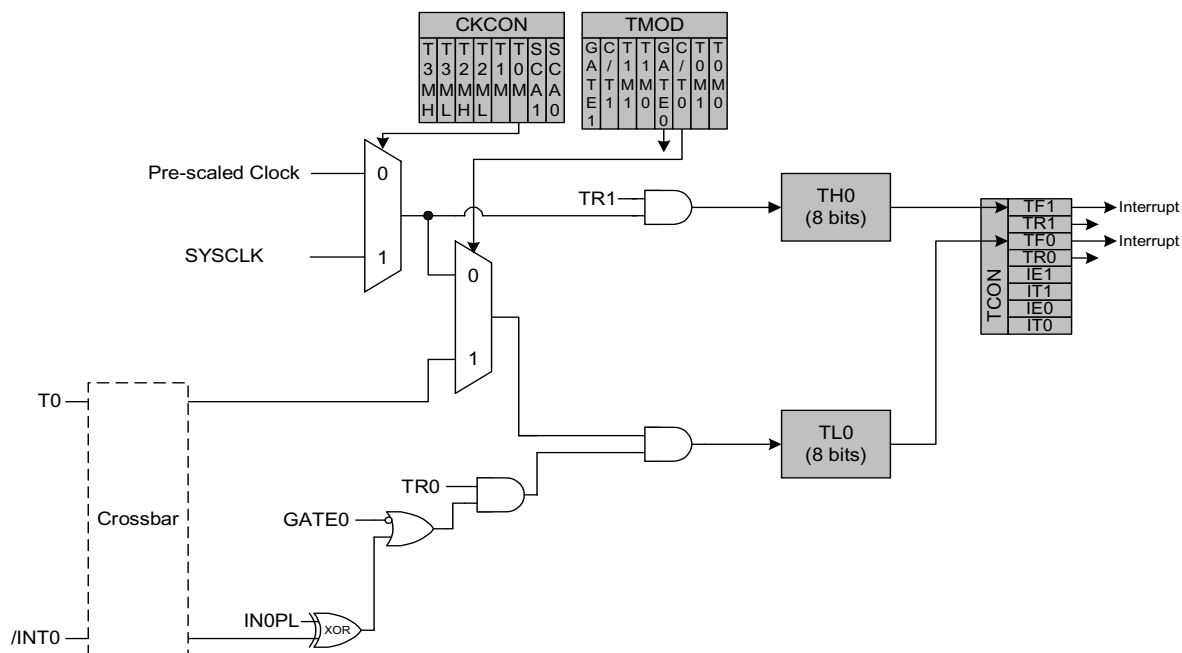 CKCON
T3MH
T3ML
T2MH
T2ML
T1M
T0M
SCA1
SCA0
TMOD
GATE1
C/T1
T1M1
T1M0
GATE0
C/T0
T0M1
T0M0
Pre-scaled Clock
0
SYSCLK
1
TR1
TH0
(8 bits)
TCON
TF1
Interrupt
TR1
TF0
Interrupt
TR0
IE1
IT1
IE0
IT0
0
1
T0
Crossbar
/INT0
TL0
(8 bits)
TR0
GATE0
IN0PL
XOR